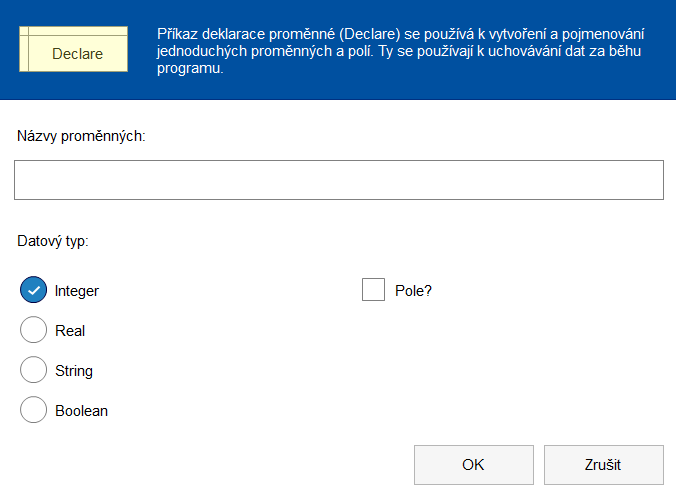 Declare
Příkaz deklarace proměnné (Declare) se používá k vytvoření a pojmenování
jednoduchých proměnných a polí. Ty se používají k uchovávání dat za běhu
programu.
Názvy proměnných:
Datový typ:
Integer
Pole?
Real
String
Boolean
OK
Zrušit